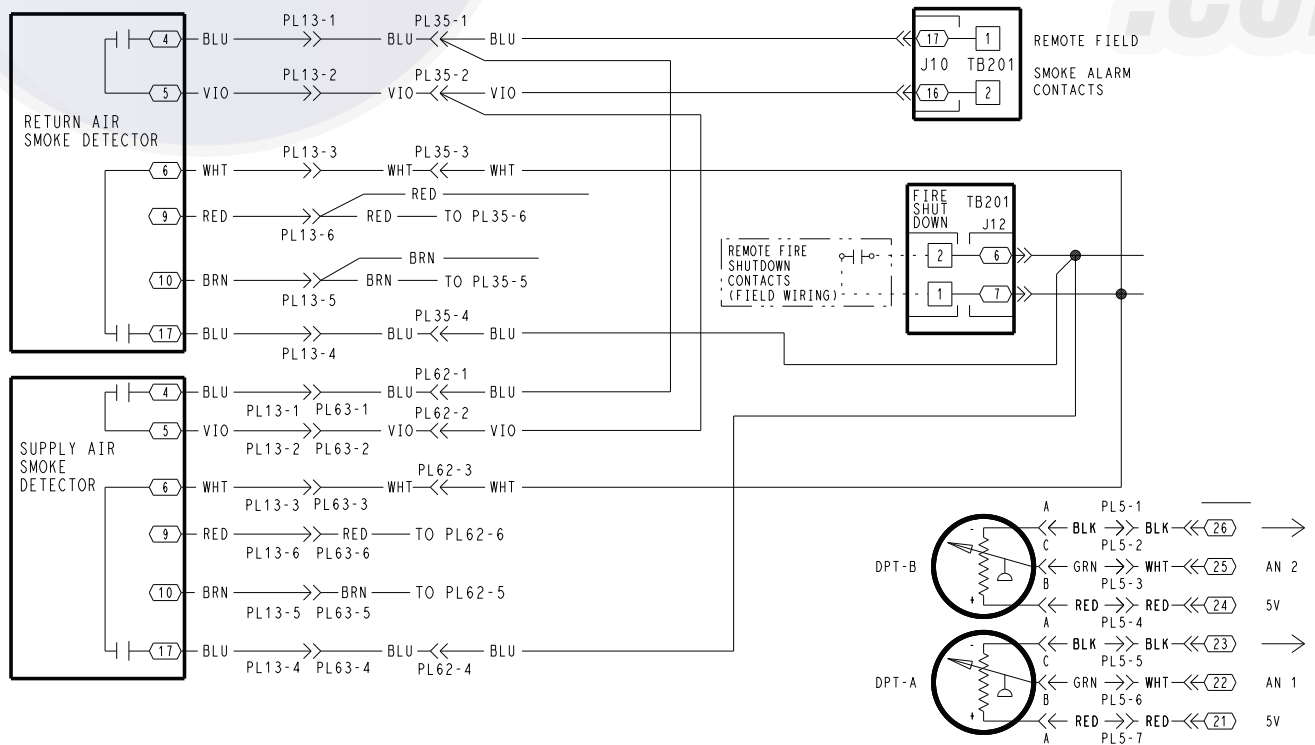 .COM
PL13-1 PL35-1
4 BLU BLU BLU 17 1 REMOTE FIELD
J10 TB201
PL13-2 PL35-2
5 VIO VIO VIO 16 2 SMOKE ALARM
CONTACTS
RETURN AIR
SMOKE DETECTOR
PL13-3 PL35-3
6 WHT WHT WHT
RED
9 RED RED TO PL35-6
PL13-6
BRN
10 BRN BRN TO PL35-5
PL13-5
PL35-4
17 BLU BLU BLU
PL13-4
FIRE
SHUT
DOWN
TB201
J12
2 6
1 7
REMOTE FIRE
SHUTDOWN
CONTACTS
(FIELD WIRING)
PL62-1
4 BLU BLU BLU
PL13-1 PL63-1
PL62-2
5 VIO VIO VIO
PL13-2 PL63-2
SUPPLY AIR
SMOKE
DETECTOR
PL62-3
6 WHT WHT WHT
PL13-3 PL63-3
9 RED RED TO PL62-6
PL13-6 PL63-6
10 BRN BRN TO PL62-5
PL13-5 PL63-5
17 BLU BLU BLU
PL13-4 PL63-4 PL62-4
A PL5-1
- BLK BLK 26
C PL5-2
DPT-B GRN WHT 25 AN 2
B PL5-3
+ RED RED 24 5V
A PL5-4
- BLK BLK 23
C PL5-5
DPT-A GRN WHT 22 AN 1
B PL5-6
+ RED RED 21 5V
A PL5-7